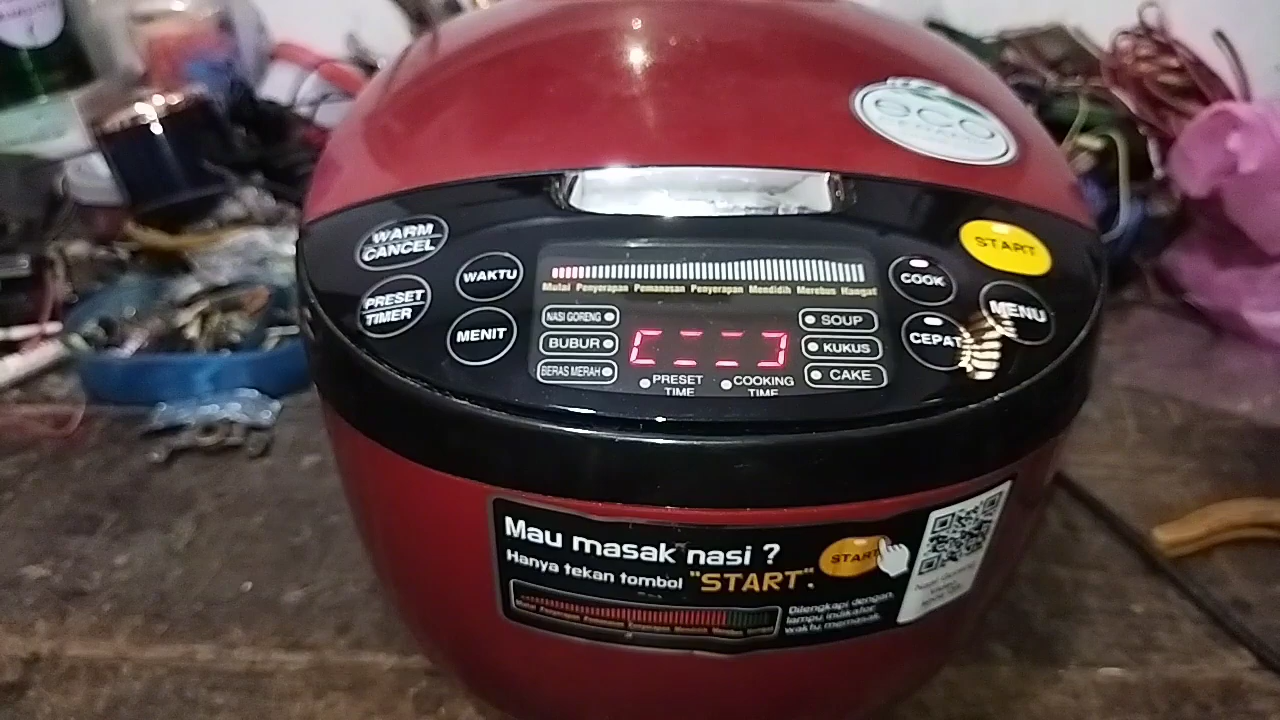 eco
WARM
CANCEL
WAKTU
START
COOK
PRESET
TIMER
MENIT
MENU
CEPAT
Mulai Penyerapan Pemanasan Penyerapan Mendidih Merebus Hangat
NASI GORENG
SOUP
BUBUR
KUKUS
BERAS MERAH
CAKE
PRESET
TIME
COOKING
TIME
Mau masak nasi ?
Hanya tekan tombol "START".
START
Dilengkapi dengan
lampu indikator
waktu memasak.